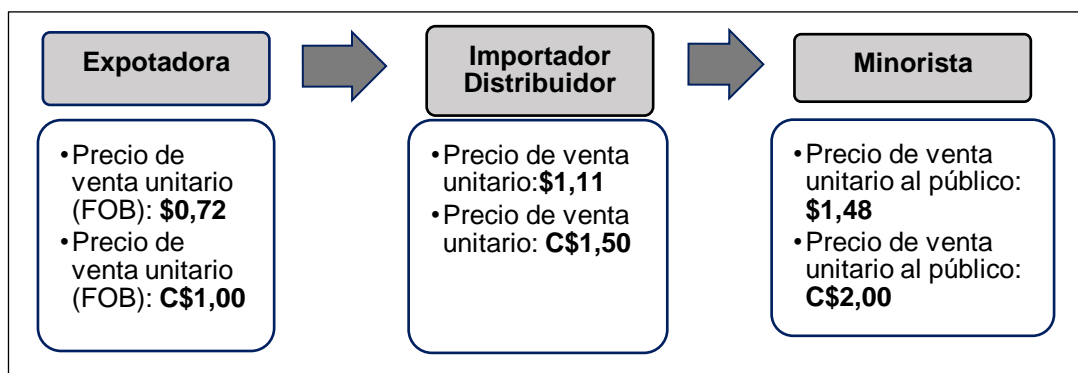 Expotadora
•Precio de
venta unitario
(FOB): $0,72
•Precio de
venta unitario
(FOB): C$1,00
Importador
Distribuidor
•Precio de venta
unitario:$1,11
•Precio de venta
unitario: C$1,50
Minorista
•Precio de venta
unitario al público:
$1,48
•Precio de venta
unitario al público:
C$2,00